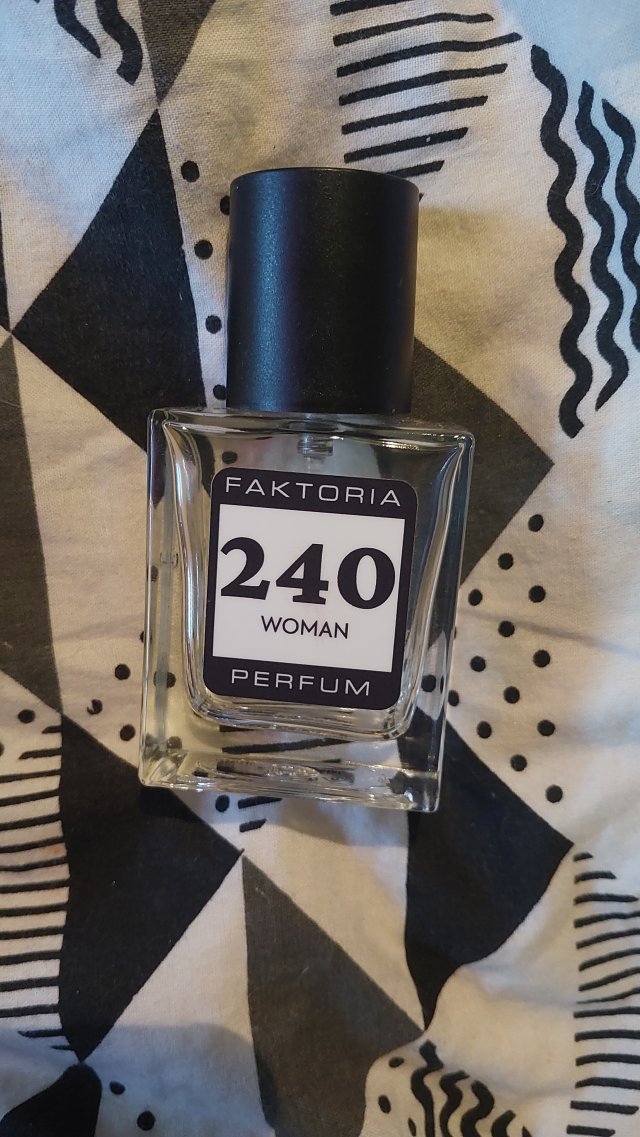 FAKTORIA
240
WOMAN
PERFUM